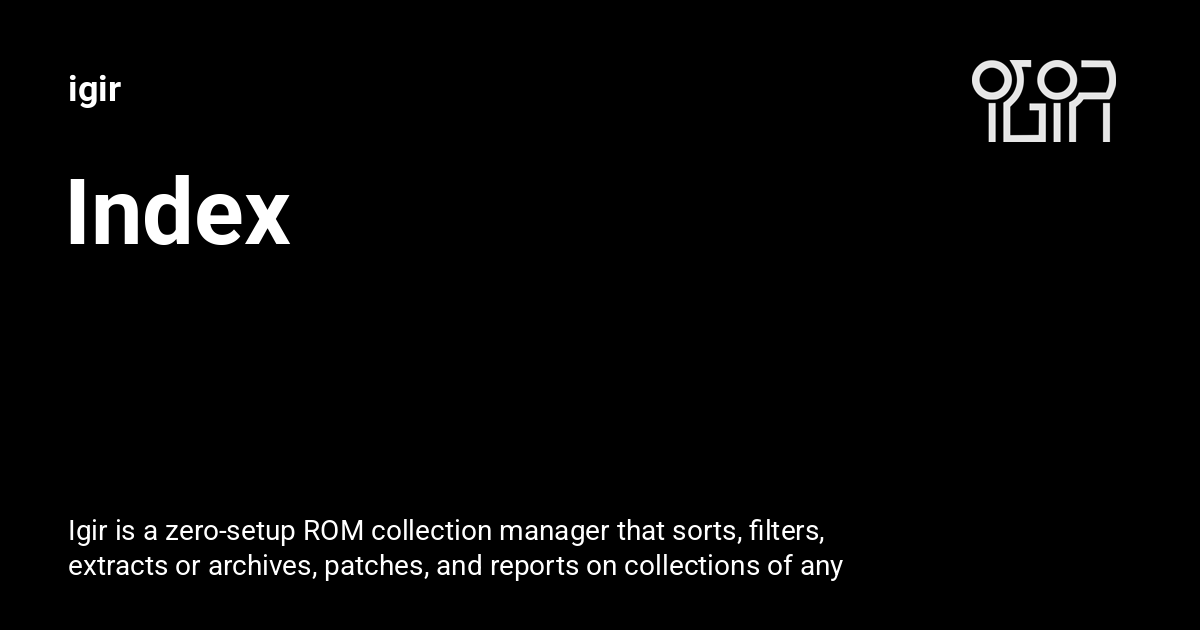 igir
IGIR
Index
Igir is a zero-setup ROM collection manager that sorts, filters,
extracts or archives, patches, and reports on collections of any